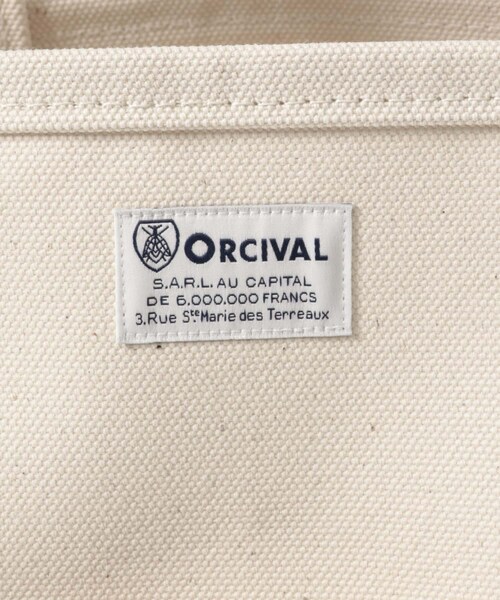 ORCIVAL
S.A.R.L. AU CAPITAL
DE 6.000.000 FRANCS
3.Rue Ste Marie des Terreaux